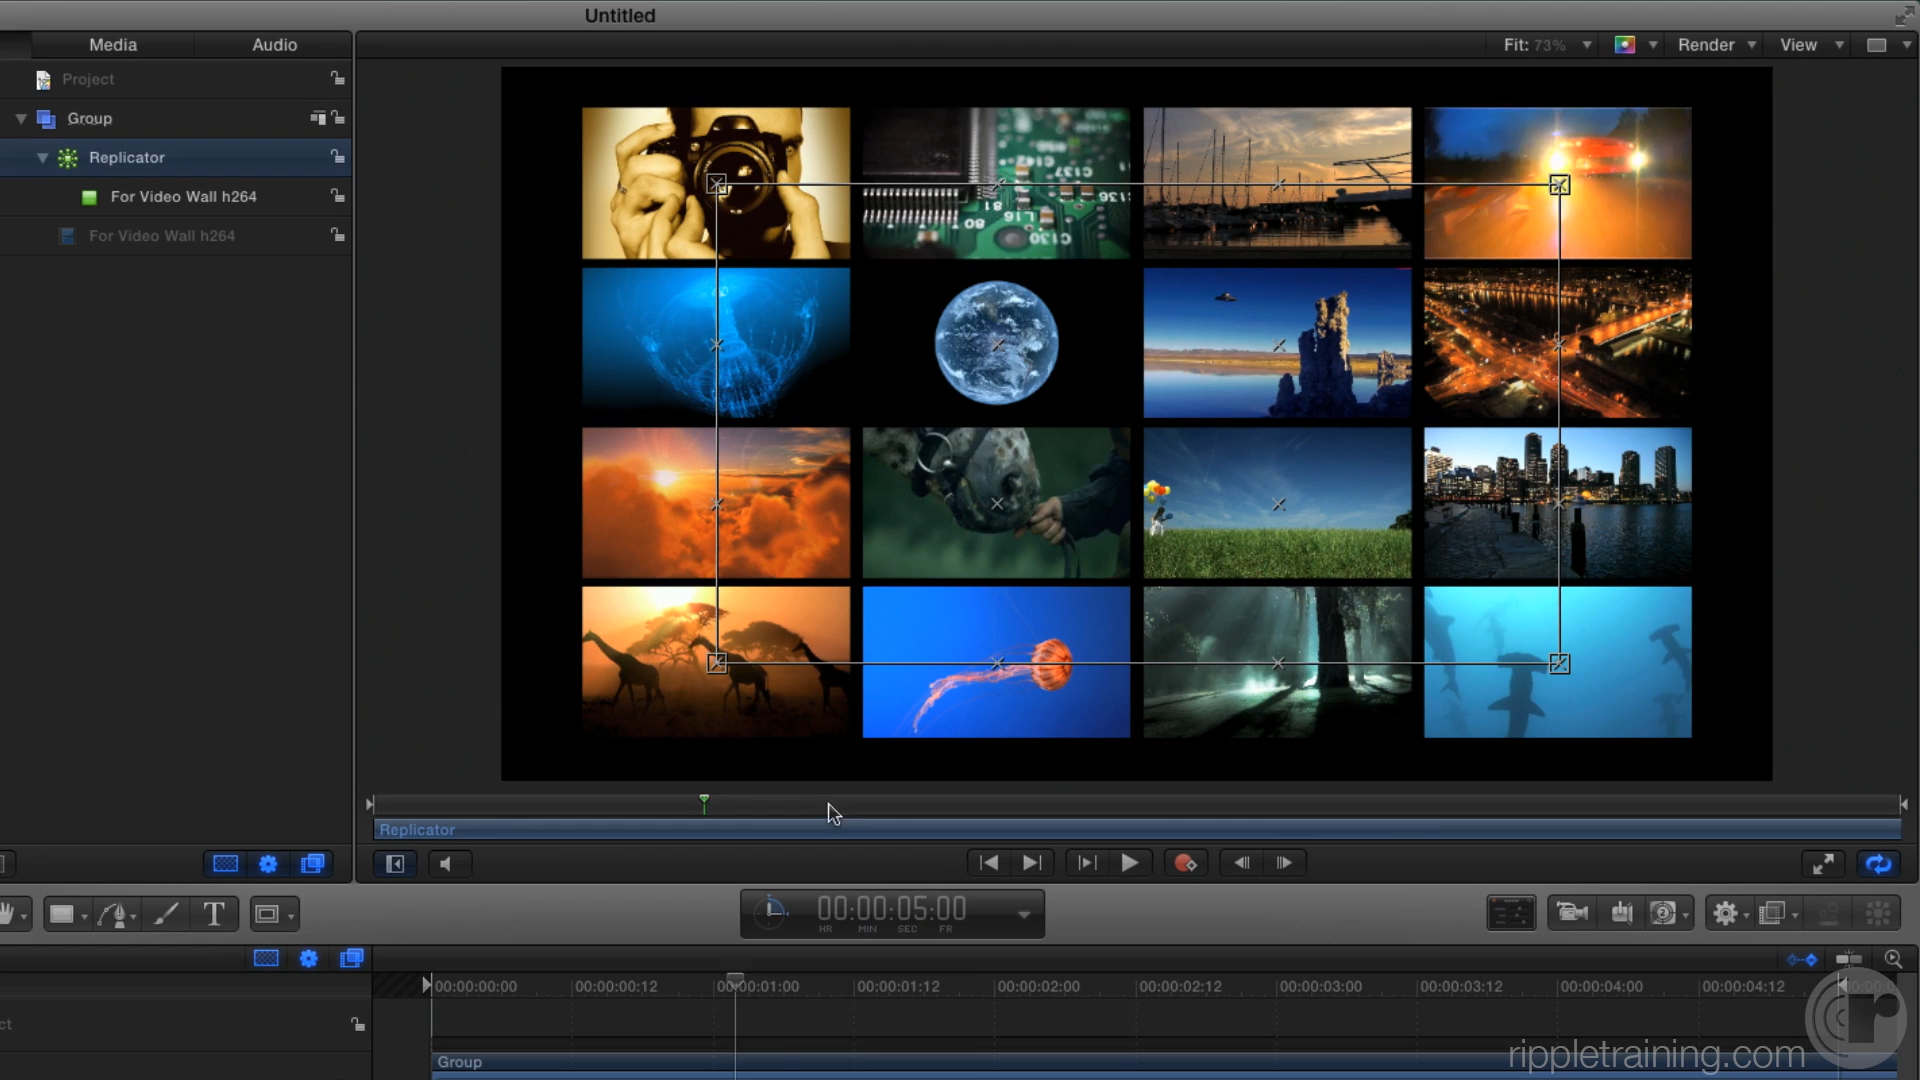 Untitled
Media
Audio
Fit: 73%
Render
View
Project
Group
Replicator
For Video Wall h264
For Video Wall h264
Replicator
T
00:00:05:00
HR MIN SEC FR
00:00:00:00
00:00:00:12
00:00:01:00
00:00:01:12
00:00:02:00
00:00:02:12
00:00:03:00
00:00:03:12
00:00:04:00
00:00:04:12
ct
Group
r
rippletraining.com